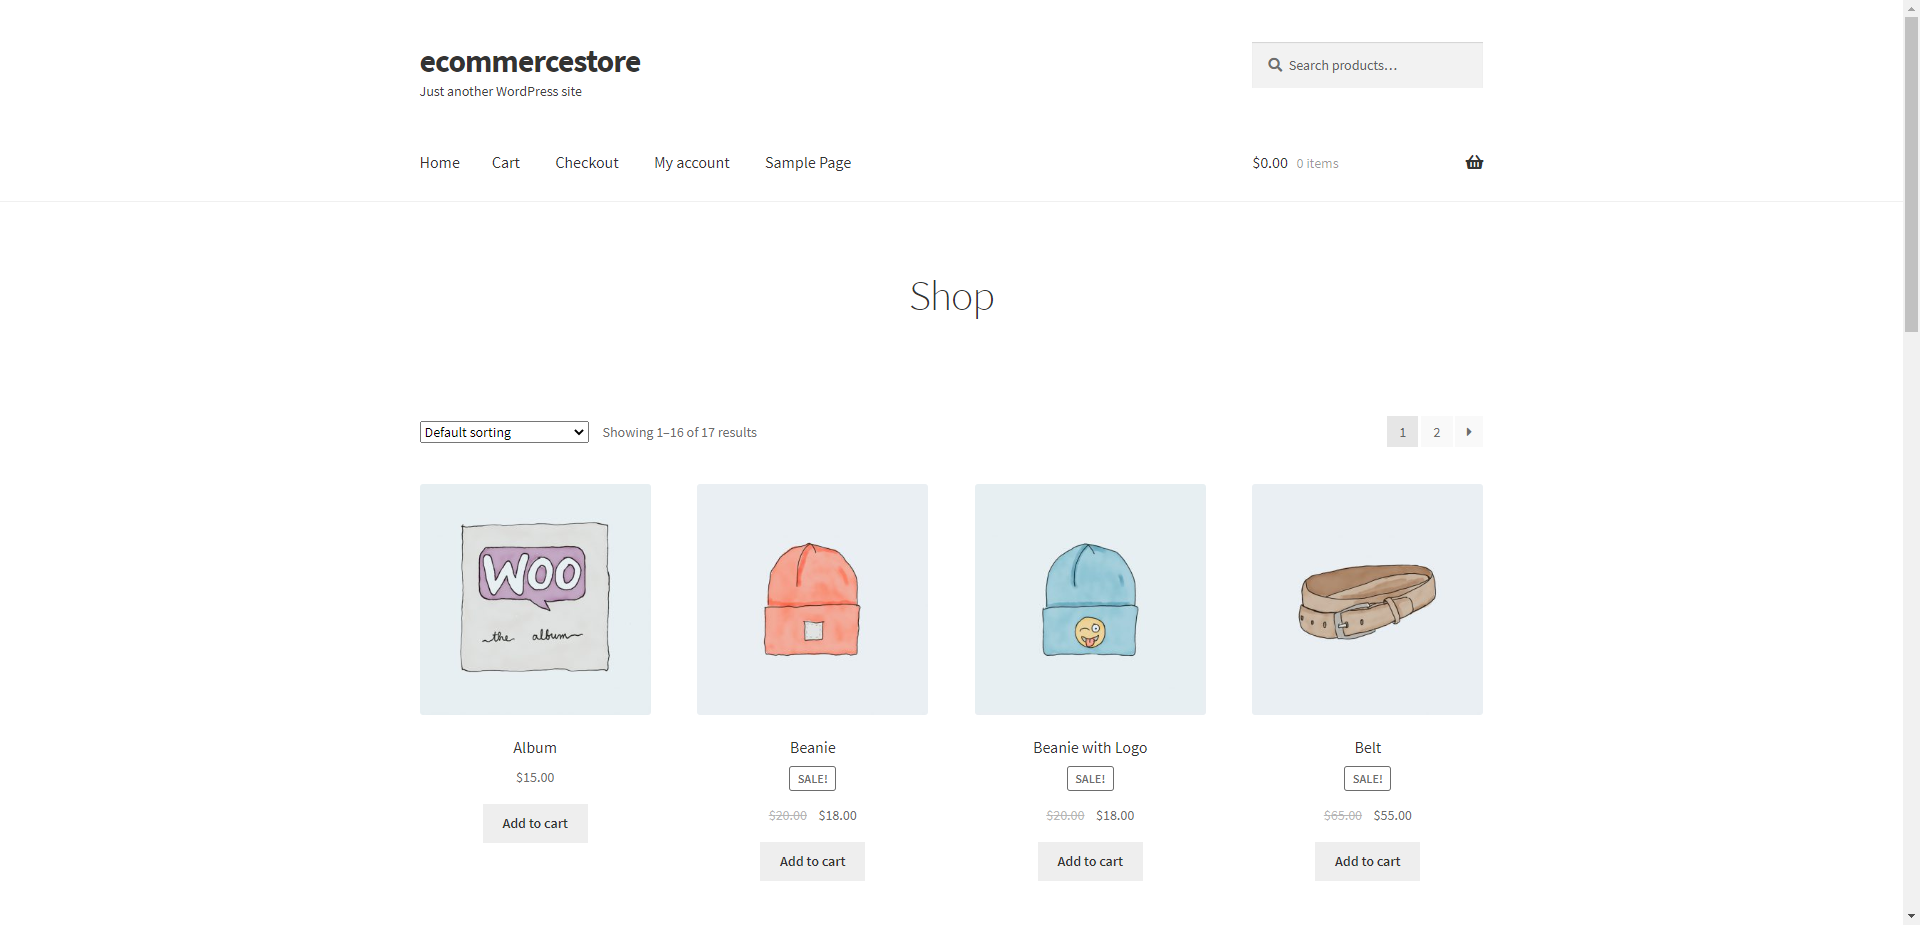 ecommercestore
Just another WordPress site
Search products…
Home Cart Checkout My account Sample Page
$0.00 0 items
Shop
Default sorting
Showing 1–16 of 17 results
1 2
WOO
the album
Album
$15.00
Add to cart
Beanie
SALE!
$20.00 $18.00
Add to cart
Beanie with Logo
SALE!
$20.00 $18.00
Add to cart
Belt
SALE!
$65.00 $55.00
Add to cart